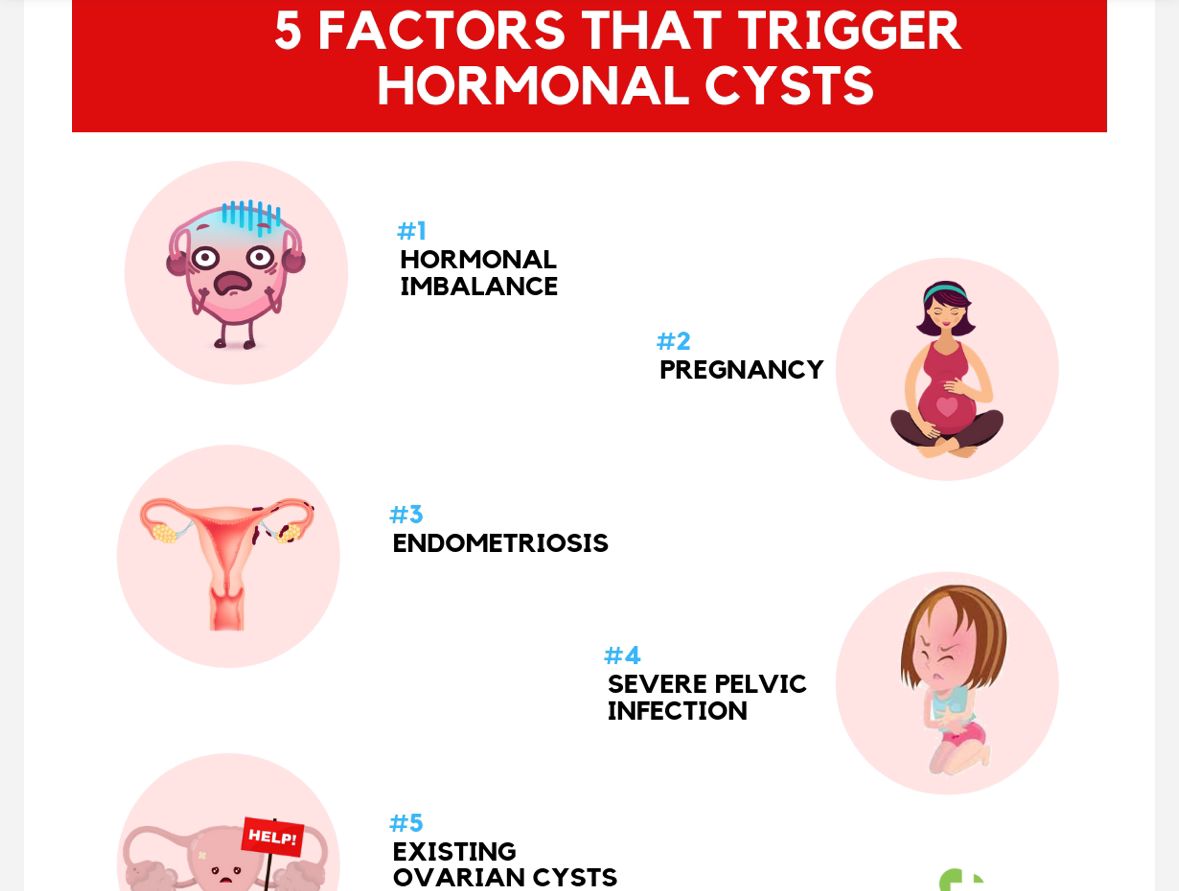 5 FACTORS THAT TRIGGER
HORMONAL CYSTS
#1
HORMONAL
IMBALANCE
#2
PREGNANCY
#3
ENDOMETRIOSIS
#4
SEVERE PELVIC
INFECTION
#5
EXISTING
OVARIAN CYSTS
HELP!